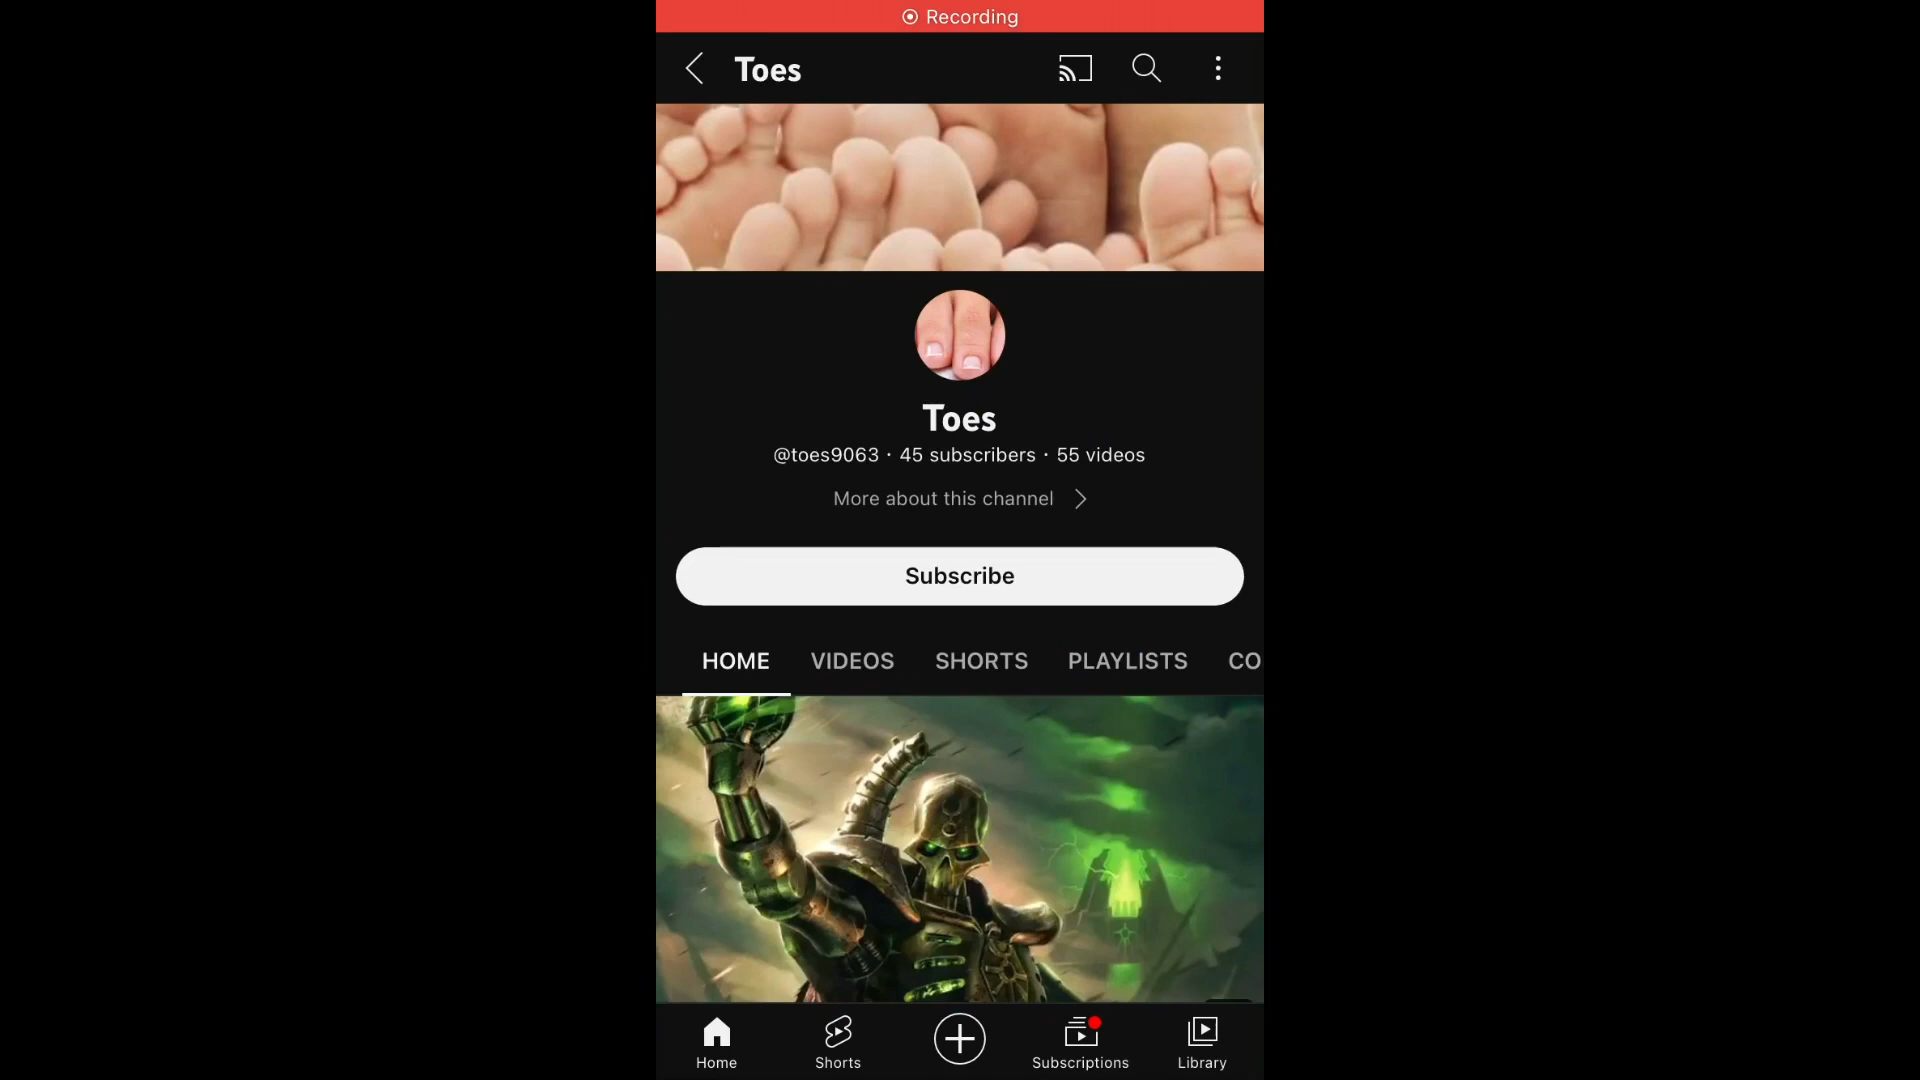 Recording
Toes
Toes
@toes9063 · 45 subscribers · 55 videos
More about this channel
Subscribe
HOME VIDEOS SHORTS PLAYLISTS CO
Home Shorts Subscriptions Library